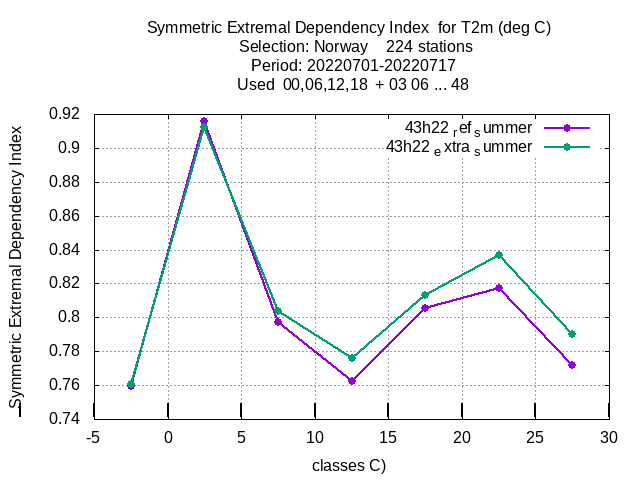 Symmetric Extremal Dependency Index  for T2m (deg C)
Selection: Norway    224 stations
Period: 20220701-20220717
Used  00,06,12,18  + 03 06 ... 48
43h22 ref summer
43h22 extra summer
0.92
0.9
0.88
0.86
0.84
0.82
0.8
0.78
0.76
0.74
Symmetric Extremal Dependency Index
-5 0 5 10 15 20 25 30
classes C)